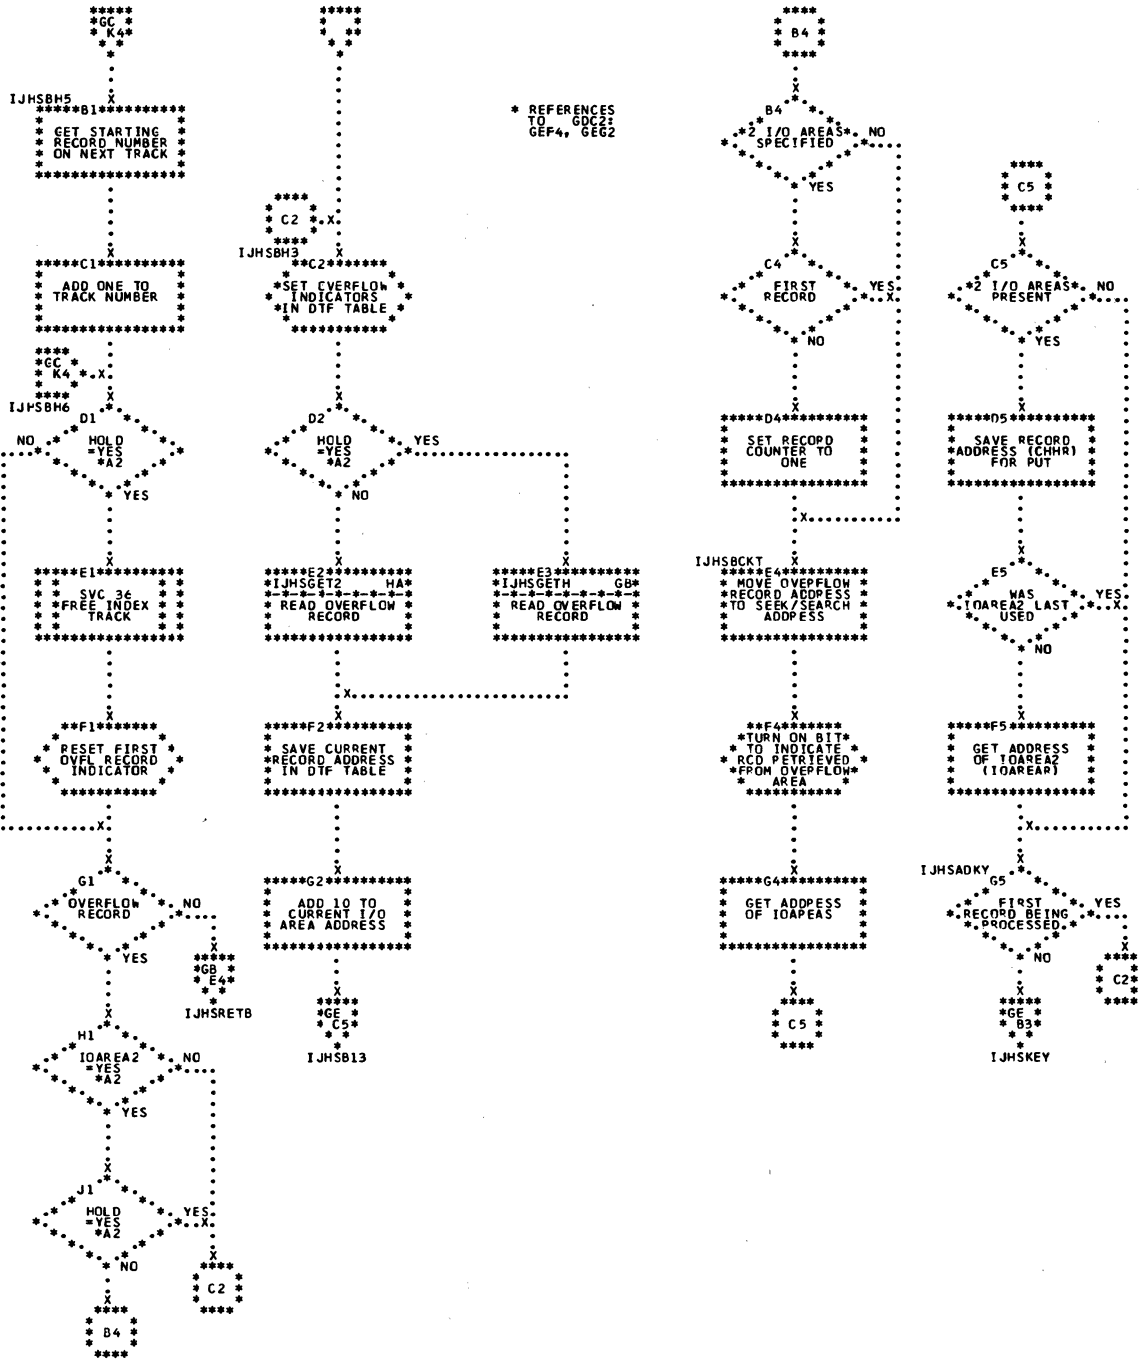 GC
K4
IJHSBH5
B1
GET STARTING
RECORD NUMBER
ON NEXT TRACK
C1
ADD ONE TO
TRACK NUMBER
GC
K4
IJHSBH6
D1
NO
HOLD
=YES
*A2
YES
E1
SVC 36
FREE INDEX
TRACK
F1
RESET FIRST
OVFL RECORD
INDICATOR
G1
OVERFLOW
RECORD
NO
YES
GB
E4
IJHSRETB
H1
IOAREA2
=YES
*A2
NO
YES
J1
HOLD
=YES
*A2
YES
NO
C2
B4
C2
IJHSBH3
C2
SET OVERFLOW
INDICATORS
IN DTF TABLE
D2
HOLD
=YES
*A2
YES
NO
E2
IJHSGET2 HA
READ OVERFLOW
RECORD
E3
IJHSGETH GB
READ OVERFLOW
RECORD
F2
SAVE CURRENT
RECORD ADDRESS
IN DTF TABLE
G2
ADD 10 TO
CURRENT I/O
AREA ADDRESS
GE
C5
IJHSB13
* REFERENCES
TO GDC2:
GEF4, GEG2
B4
B4
2 I/O AREAS
SPECIFIED
NO
YES
C4
FIRST
RECORD
YES
NO
D4
SET RECORD
COUNTER TO
ONE
IJHSBCKT
E4
MOVE OVEPFLOW
RECORD ADDRESS
TO SEEK/SEARCH
ADDPESS
F4
TURN ON BIT
TO INDICATE
RCD PETRIEVED
FROM OVEPFLOW
AREA
G4
GET ADDPESS
OF IOAPEAS
C5
C5
C5
2 I/O AREAS
PRESENT
NO
YES
D5
SAVE RECORD
ADDRESS (CHHR)
FOR PUT
E5
WAS
IOAREA2 LAST
USED
YES
NO
F5
GET ADDRESS
OF IOAREA2
(IOAREAR)
IJHSADKY
G5
FIRST
RECORD BEING
PROCESSED
YES
NO
C2
GE
B3
IJHSKEY